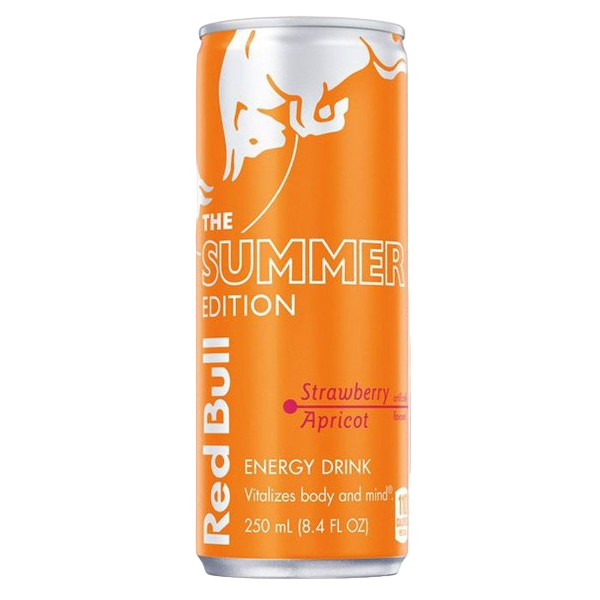 THE
SUMMER
EDITION
Red Bull
Strawberry
Apricot
ENERGY DRINK
Vitalizes body and mind®
250 mL (8.4 FL OZ)